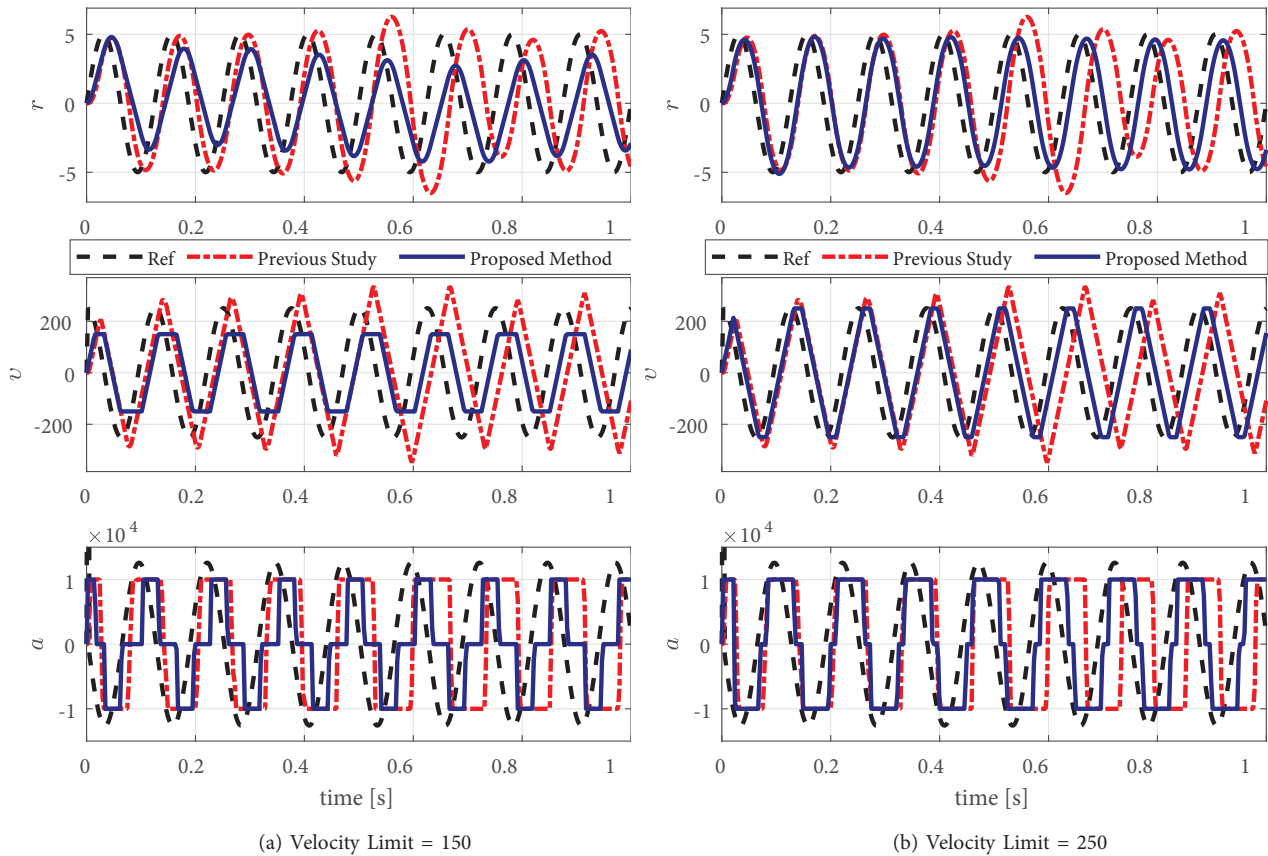 5
0
-5
r
0 0.2 0.4 0.6 0.8 1
Ref Previous Study Proposed Method
200
0
-200
v
0 0.2 0.4 0.6 0.8 1
×10 4
1
0
-1
a
0 0.2 0.4 0.6 0.8 1
time [s]
(a) Velocity Limit = 150
5
0
-5
r
0 0.2 0.4 0.6 0.8 1
Ref Previous Study Proposed Method
200
0
-200
v
0 0.2 0.4 0.6 0.8 1
×10 4
1
0
-1
a
0 0.2 0.4 0.6 0.8 1
time [s]
(b) Velocity Limit = 250